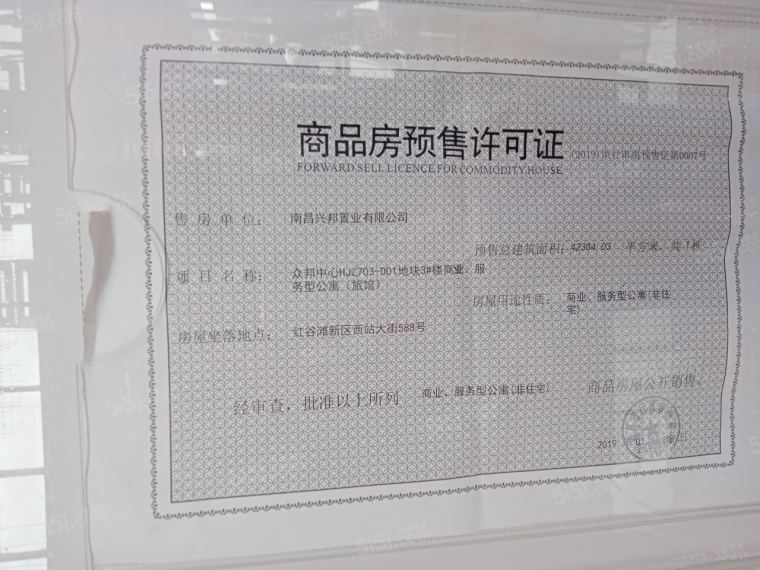 商品房预售许可证
FORWARD SELL LICENCE FOR COMMODITY HOUSE
售房单位：南昌兴邦置业有限公司
预售总建筑面积：42304.03 平方米，共1栋。
项目名称：众邦中心HJL703-D01地块3#楼商业、服
务型公寓（旅馆）
房屋用途性质：商业、服务型公寓(非住
宅)
房屋坐落地点：红谷滩新区西站大街588号
经审查，批准以上所列 商业、服务型公寓(非住宅) 商品房屋公开销售。
2019
5i5j.com